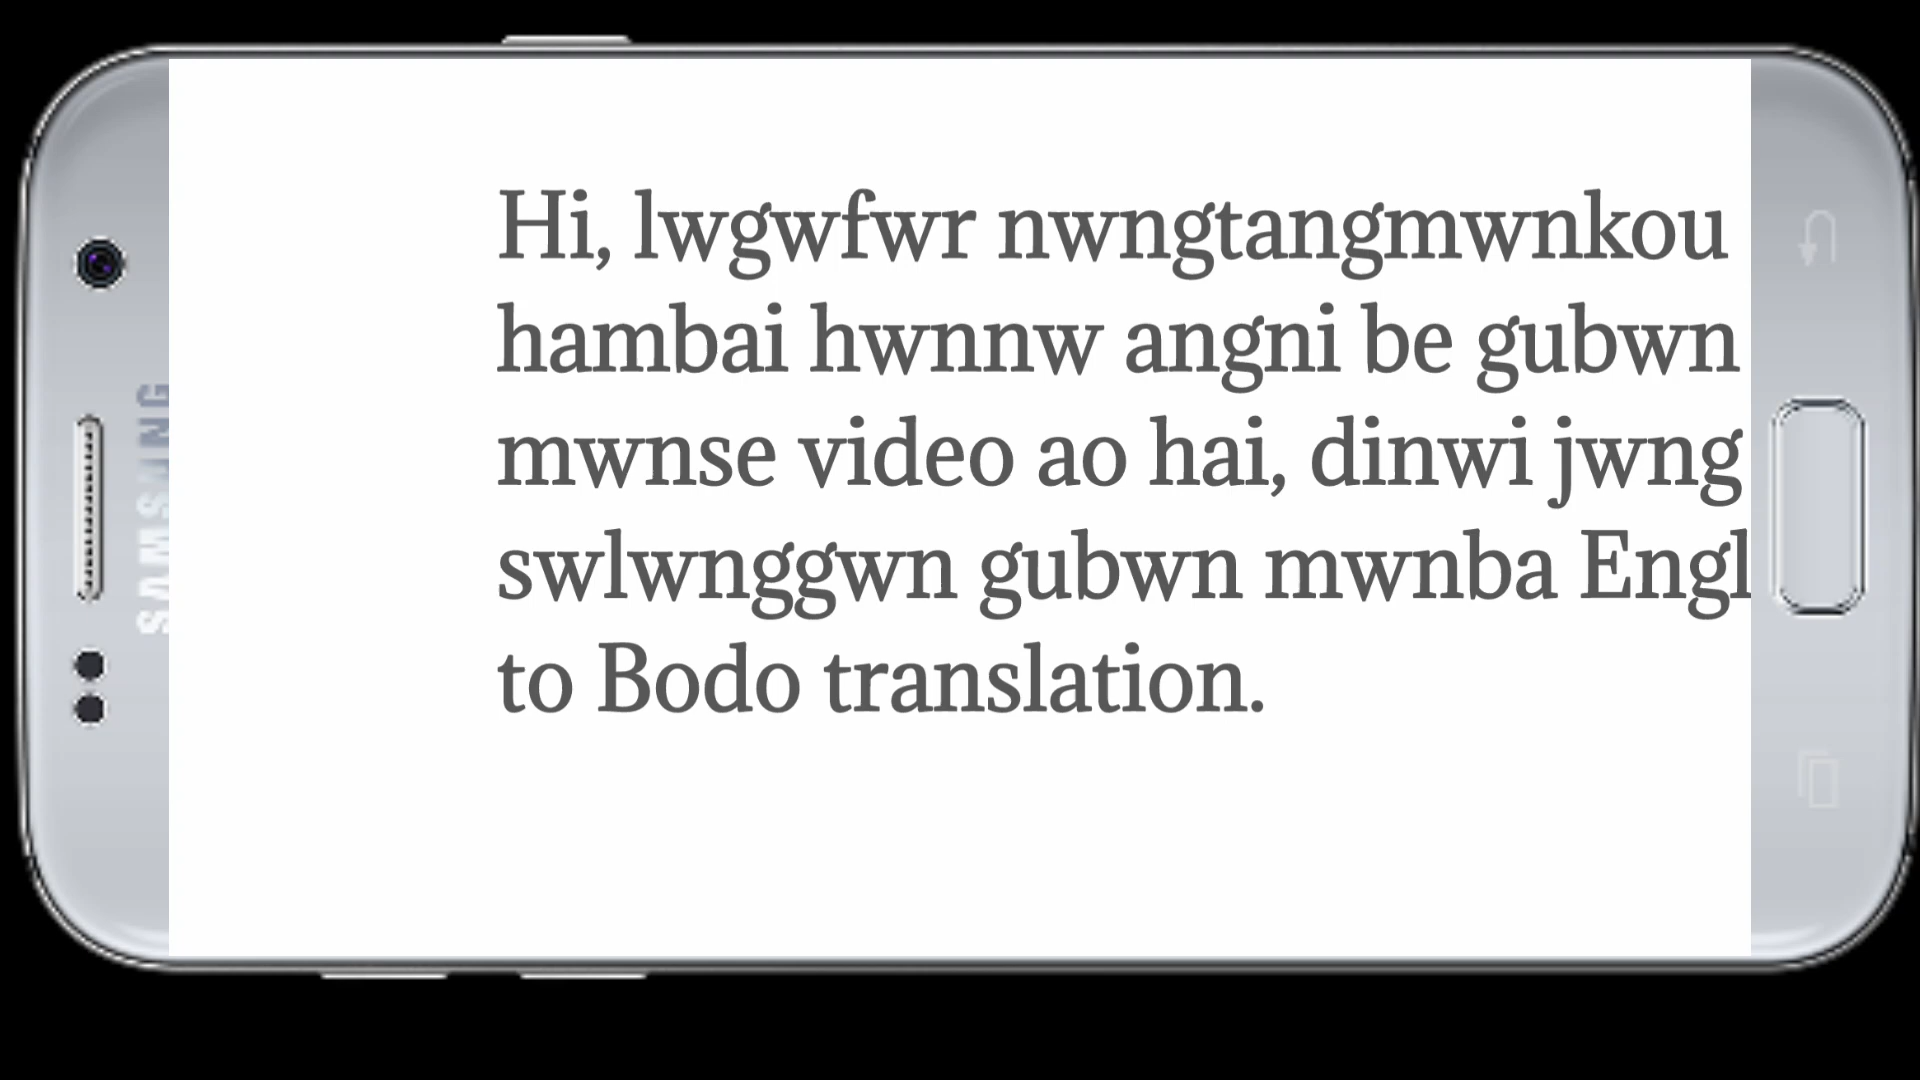 Hi, lwgwfwr nwngtangmwnkou
hambai hwnnw angni be gubwn
mwnse video ao hai, dinwi jwng
swlwnggwn gubwn mwnba Engl
to Bodo translation.
SAMSUNG